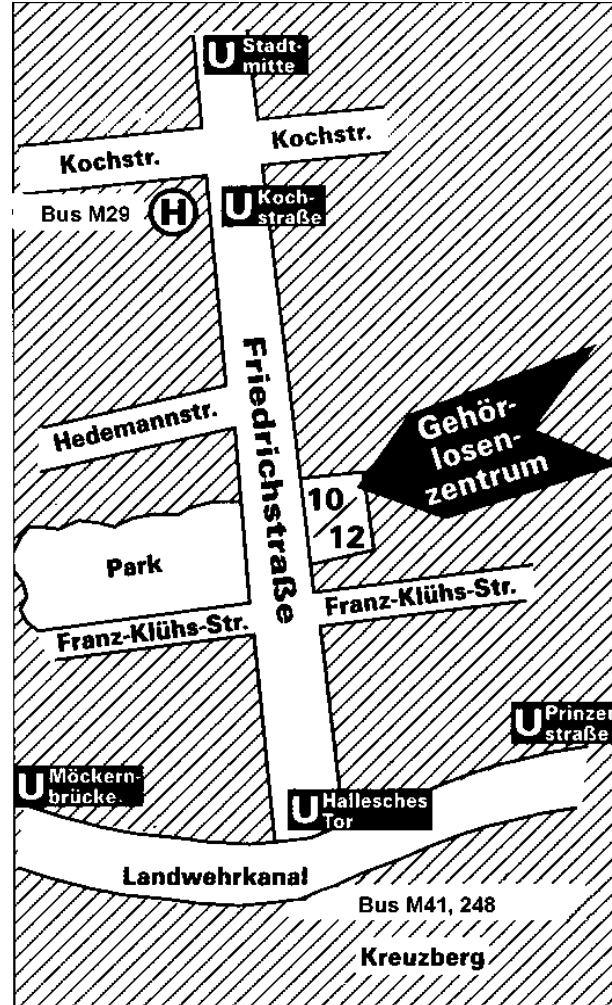 U Stadt-
mitte
Kochstr.
Kochstr.
Bus M29 H
U Koch-
straße
Friedrichstraße
Hedemannstr.
Gehör-
losen-
zentrum
10
12
Park
Franz-Klühs-Str.
Franz-Klühs-Str.
U Prinzen
straße
U Möckern-
brücke.
U Hallesches
Tor
Landwehrkanal
Bus M41, 248
Kreuzberg